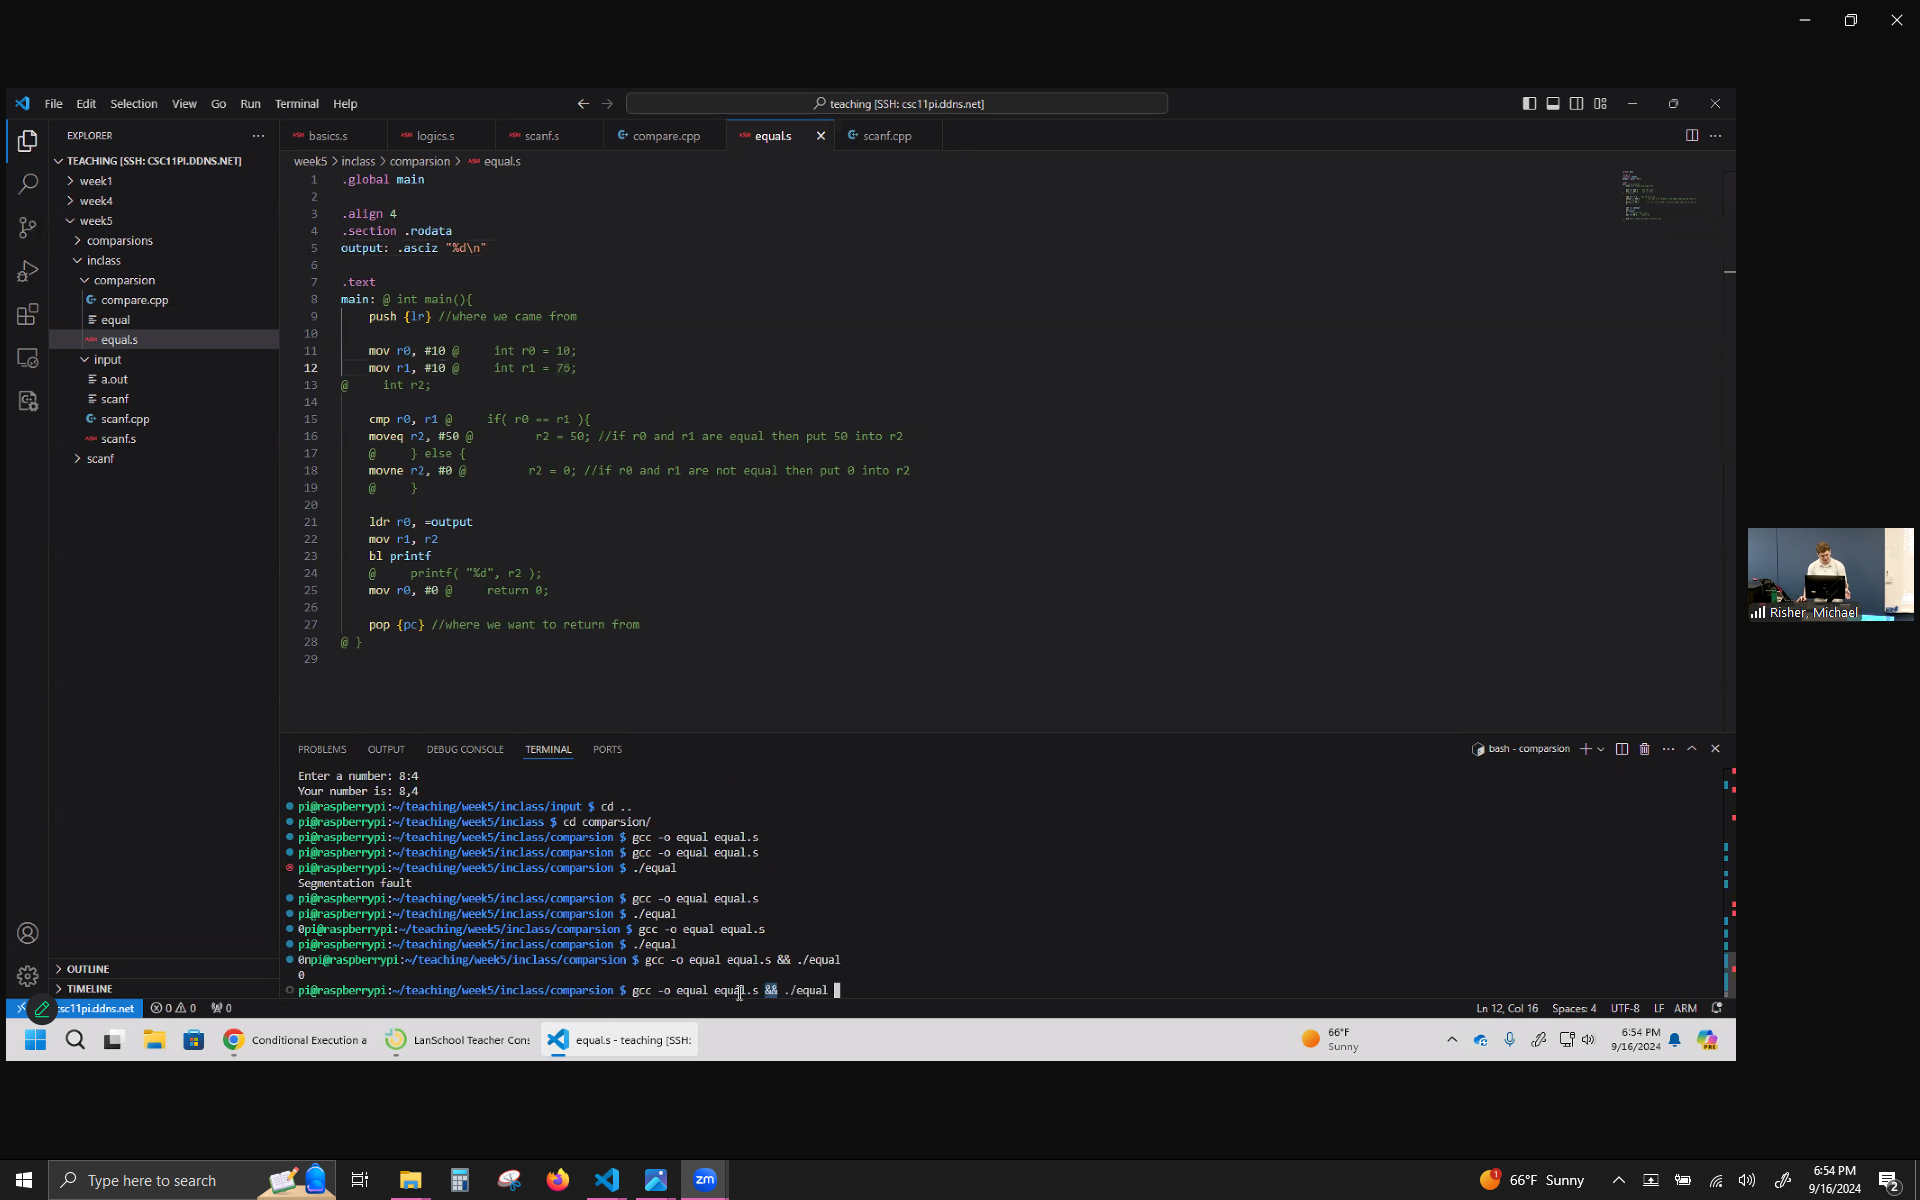 File Edit Selection View Go Run Terminal Help
teaching [SSH: csc11pi.ddns.net]
EXPLORER
TEACHING [SSH: CSC11PI.DDNS.NET]
week1
week4
week5
comparsions
inclass
comparsion
compare.cpp
equal
equal.s
input
a.out
scanf
scanf.cpp
scanf.s
scanf
OUTLINE
TIMELINE
basics.s logics.s scanf.s compare.cpp equal.s scanf.cpp
week5 > inclass > comparsion > equal.s
1 .global main
2
3 .align 4
4 .section .rodata
5 output: .asciz "%d\n"
6
7 .text
8 main: @ int main(){
9 push {lr} //where we came from
10
11 mov r0, #10 @ int r0 = 10;
12 mov r1, #10 @ int r1 = 76;
13 @ int r2;
14
15 cmp r0, r1 @ if( r0 == r1 ){
16 moveq r2, #50 @ r2 = 50; //if r0 and r1 are equal then put 50 into r2
17 @ } else {
18 movne r2, #0 @ r2 = 0; //if r0 and r1 are not equal then put 0 into r2
19 @ }
20
21 ldr r0, =output
22 mov r1, r2
23 bl printf
24 @ printf( "%d", r2 );
25 mov r0, #0 @ return 0;
26
27 pop {pc} //where we want to return from
28 @ }
29
PROBLEMS OUTPUT DEBUG CONSOLE TERMINAL PORTS
bash - comparsion
Enter a number: 8:4
Your number is: 8,4
pi@raspberrypi:~/teaching/week5/inclass/input $ cd ..
pi@raspberrypi:~/teaching/week5/inclass $ cd comparsion/
pi@raspberrypi:~/teaching/week5/inclass/comparsion $ gcc -o equal equal.s
pi@raspberrypi:~/teaching/week5/inclass/comparsion $ gcc -o equal equal.s
pi@raspberrypi:~/teaching/week5/inclass/comparsion $ ./equal
Segmentation fault
pi@raspberrypi:~/teaching/week5/inclass/comparsion $ gcc -o equal equal.s
pi@raspberrypi:~/teaching/week5/inclass/comparsion $ ./equal
0pi@raspberrypi:~/teaching/week5/inclass/comparsion $ gcc -o equal equal.s
pi@raspberrypi:~/teaching/week5/inclass/comparsion $ ./equal
0npi@raspberrypi:~/teaching/week5/inclass/comparsion $ gcc -o equal equal.s && ./equal
0
pi@raspberrypi:~/teaching/week5/inclass/comparsion $ gcc -o equal equal.s && ./equal
csc11pi.ddns.net 0 0 0 Ln 12, Col 16 Spaces: 4 UTF-8 LF ARM
Conditional Execution a LanSchool Teacher Cons equal.s - teaching [SSH:
66°F
Sunny
6:54 PM
9/16/2024
PRE
Risher, Michael
Type here to search
zm
1
66°F Sunny
6:54 PM
9/16/2024
2